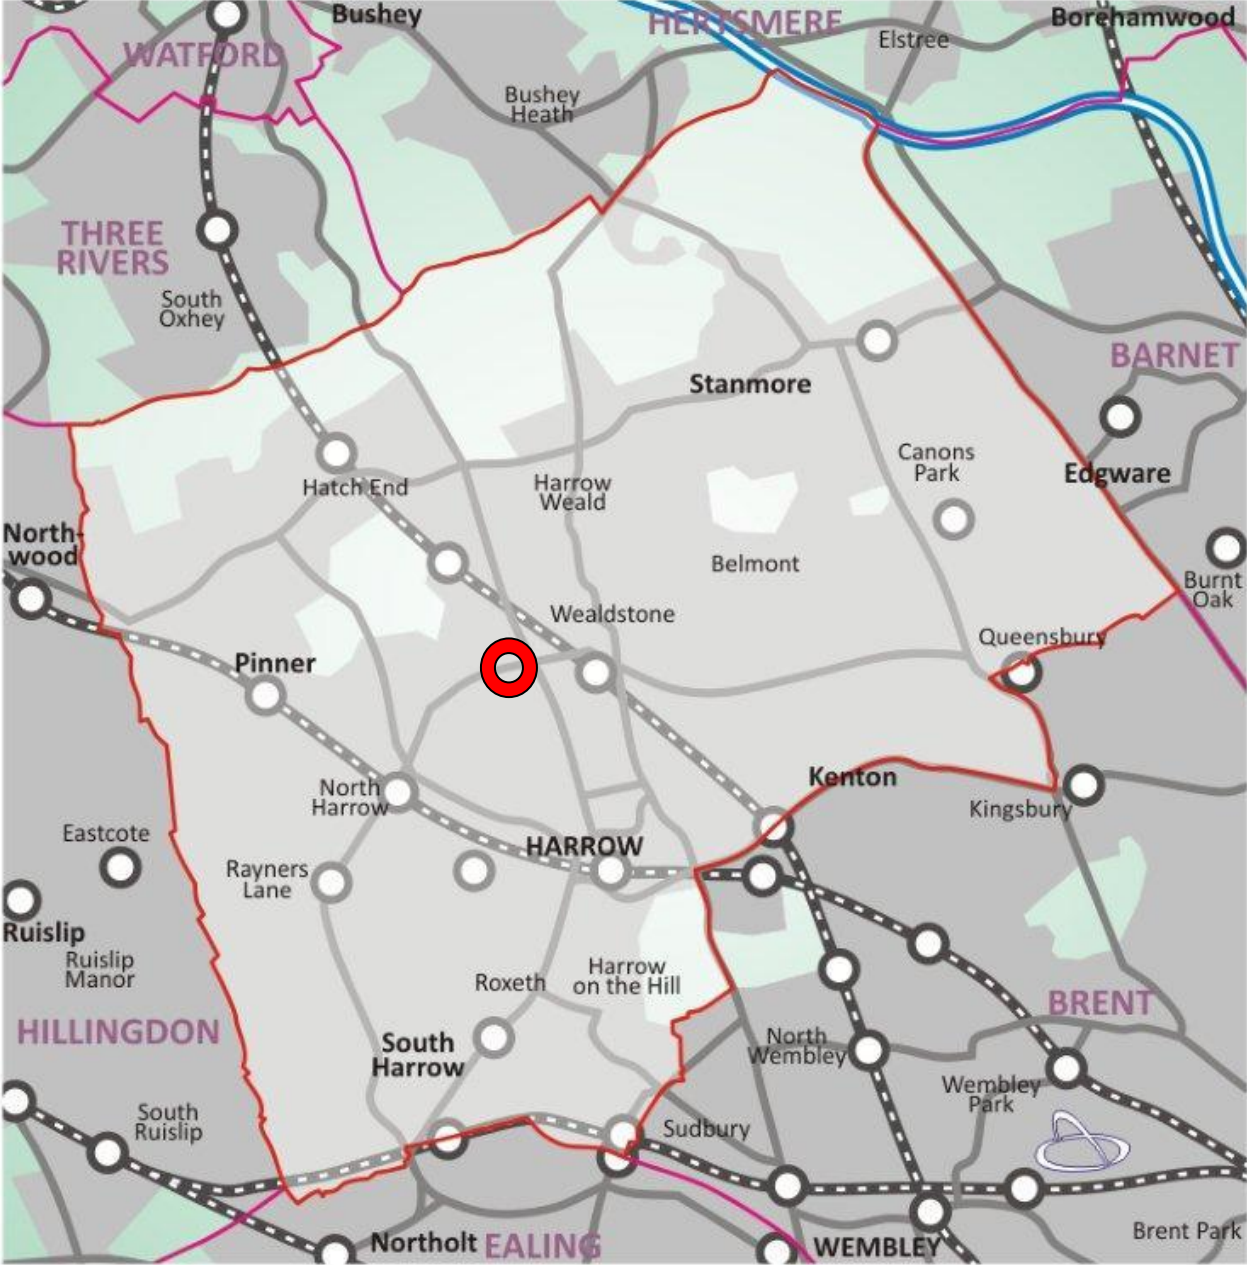 Bushey
HERTSMERE
Borehamwood
Elstree
WATFORD
Bushey
Heath
THREE
RIVERS
South
Oxhey
BARNET
Stanmore
Canons
Park
Edgware
Hatch End
Harrow
Weald
North-
wood
Belmont
Burnt
Oak
Wealdstone
Queensbury
Pinner
Kenton
North
Harrow
Kingsbury
Eastcote
HARROW
Rayners
Lane
Ruislip
Ruislip
Manor
Roxeth
Harrow
on the Hill
BRENT
HILLINGDON
South
Harrow
North
Wembley
Wembley
Park
South
Ruislip
Sudbury
Northolt
EALING
WEMBLEY
Brent Park